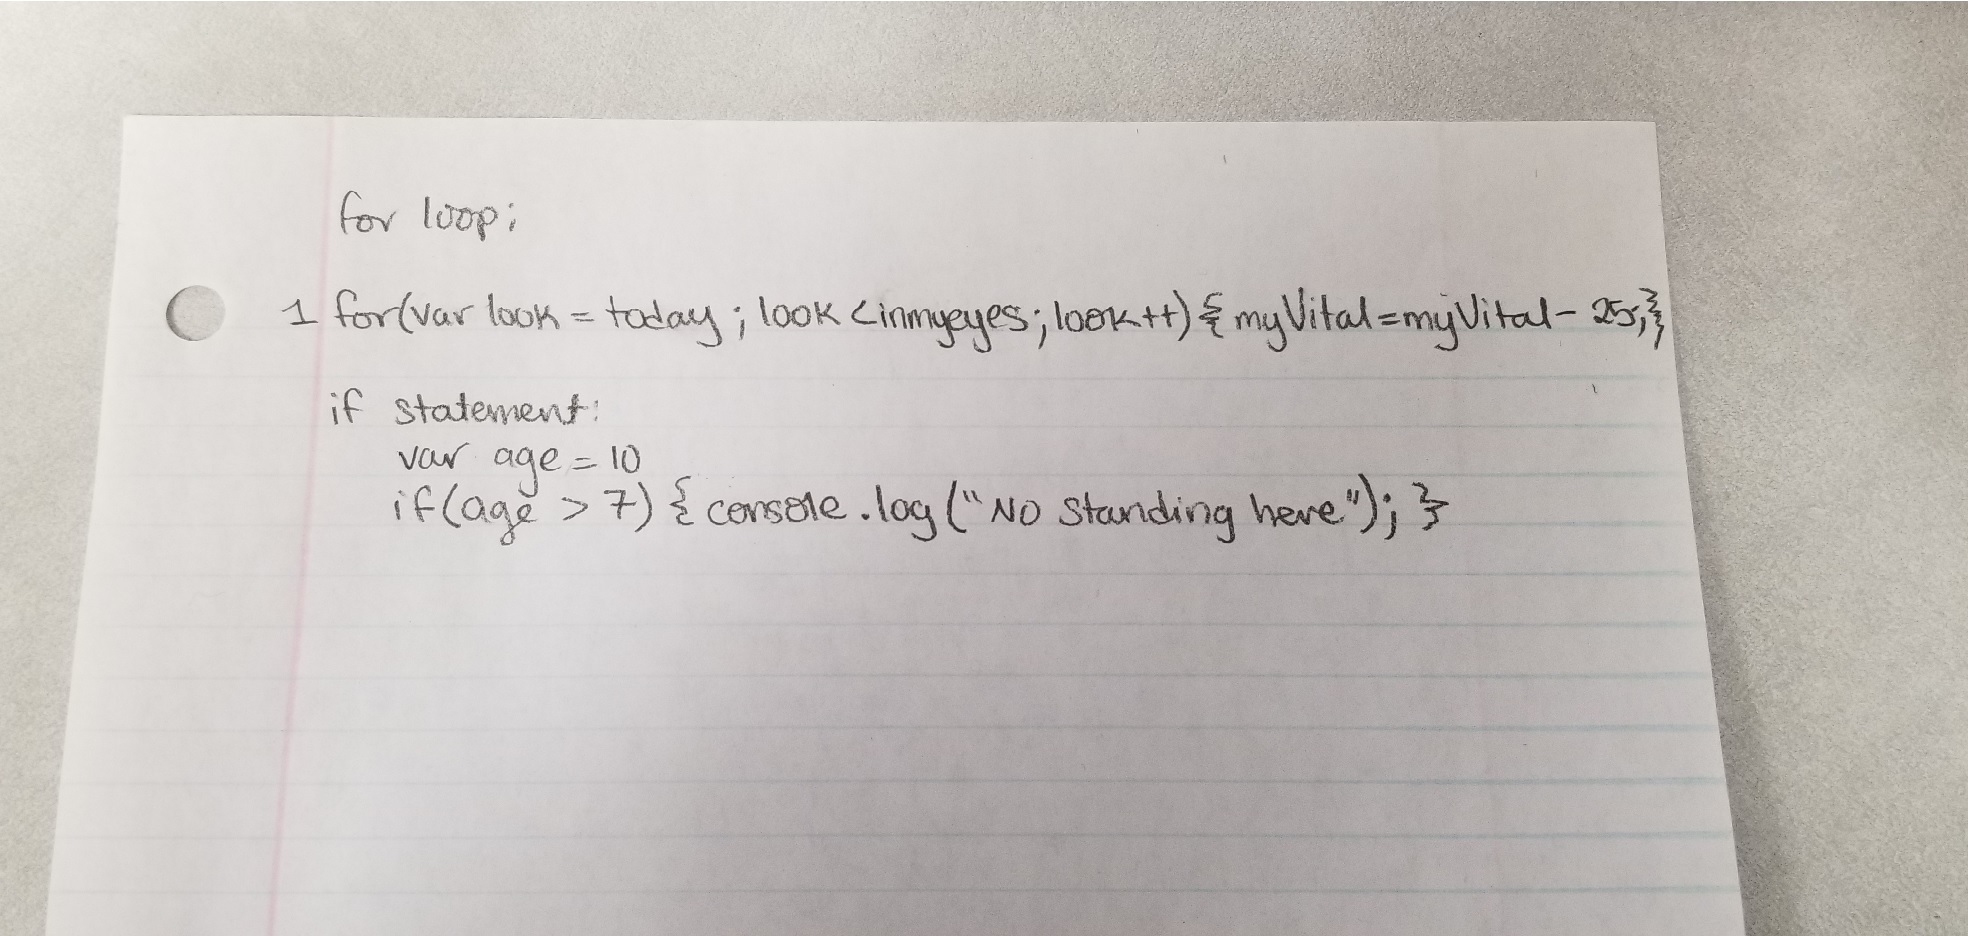 for loop;
1 for(var look = today; look < inmyeyes; look++) { myVital = myVital - 25; };
if statement:
var age = 10
if(age > 7) { console.log("No standing here"); }